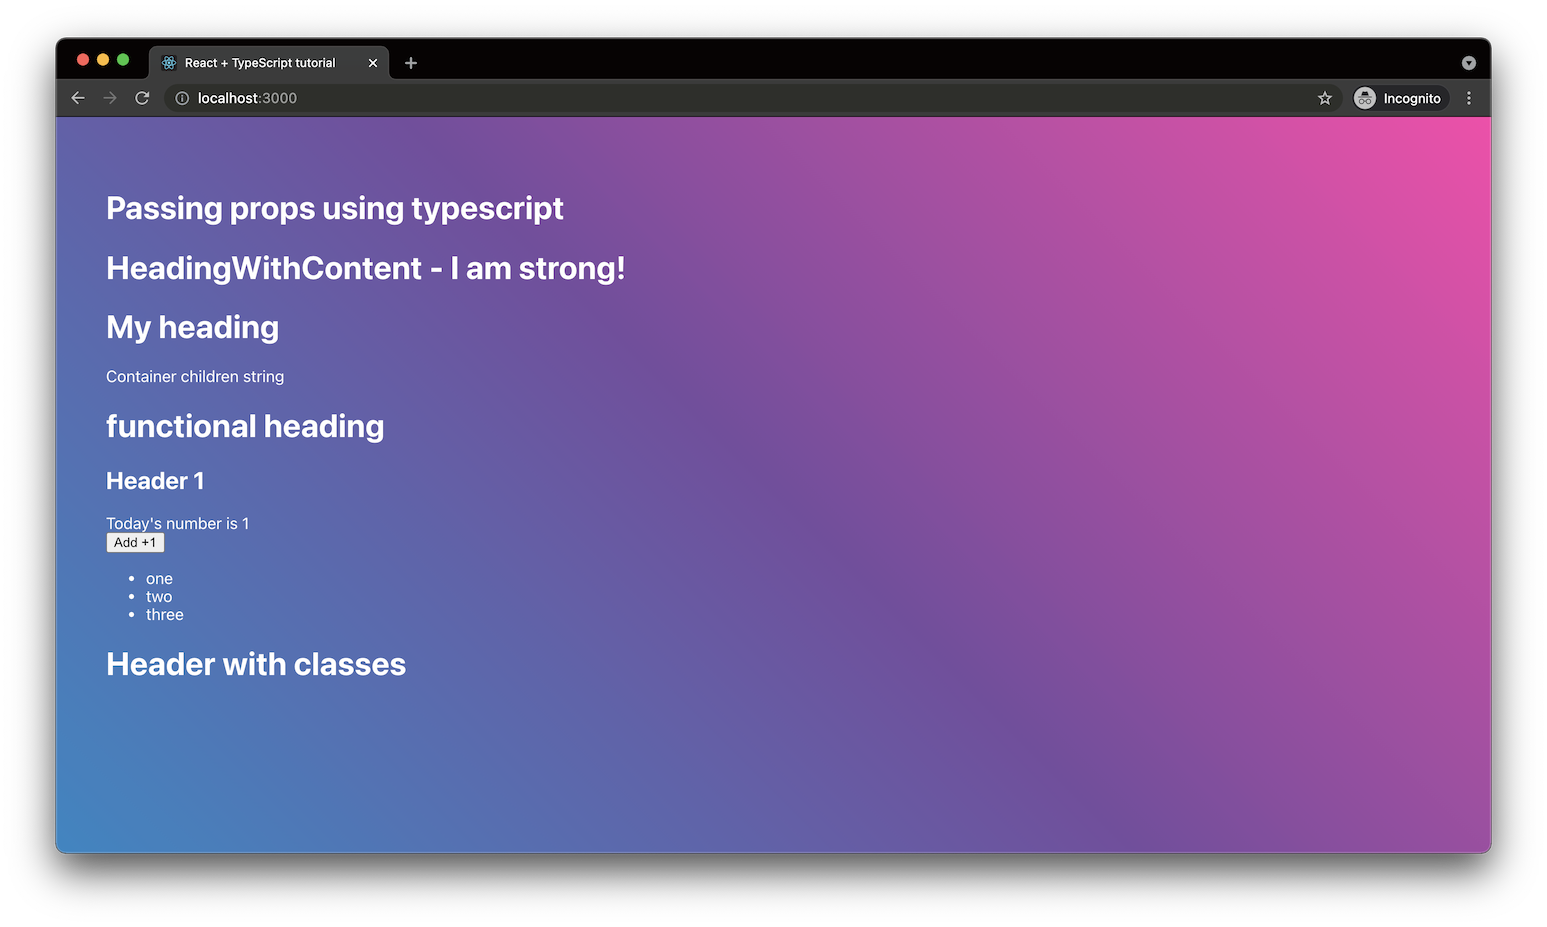 React + TypeScript tutorial
localhost:3000
Incognito
Passing props using typescript
HeadingWithContent - I am strong!
My heading
Container children string
functional heading
Header 1
Today's number is 1
Add +1
• one
• two
• three
Header with classes